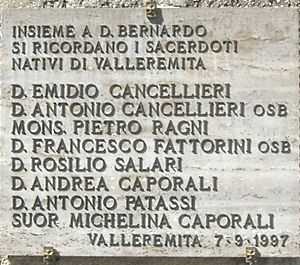 INSIEME A D. BERNARDO
SI RICORDANO I SACERDOTI
NATIVI DI VALLEREMITA
D. EMIDIO CANCELLIERI
D. ANTONIO CANCELLIERI OSB
MONS. PIETRO RAGNI
D. FRANCESCO FATTORINI OSB
D. ROSILIO SALARI
D. ANDREA CAPORALI
D. ANTONIO PATASSI
SUOR MICHELINA CAPORALI
VALLEREMITA 7-9-1997